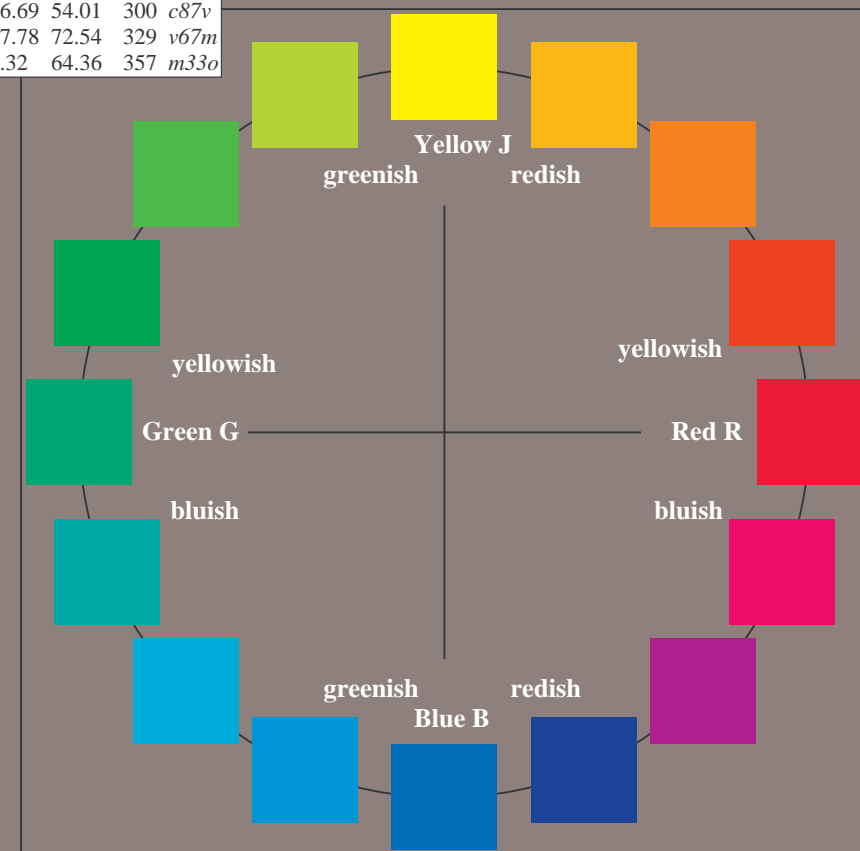 6.69 54.01 300 c87v
7.78 72.54 329 v67m
.32 64.36 357 m33o
Yellow J
greenish redish
yellowish
yellowish
Green G
Red R
bluish
bluish
greenish redish
Blue B